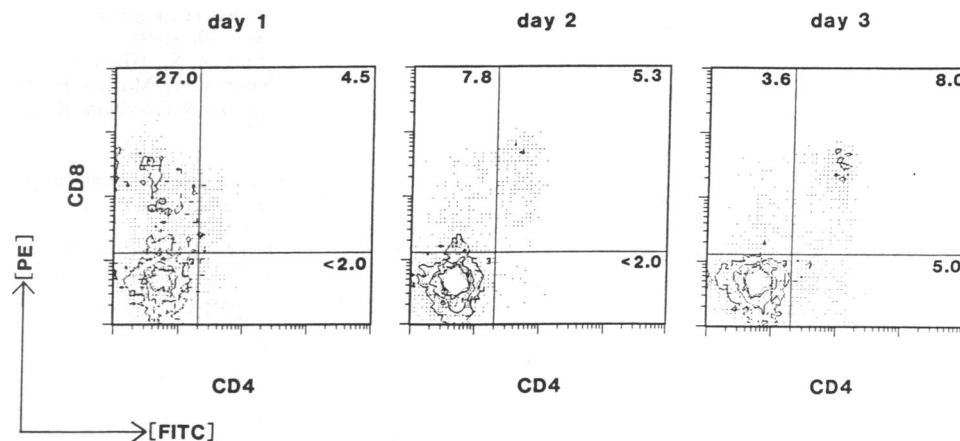 day 1
day 2
day 3
27.0
4.5
7.8
5.3
3.6
8.0
CD8
<2.0
<2.0
5.0
[PE]
CD4
CD4
CD4
[FITC]